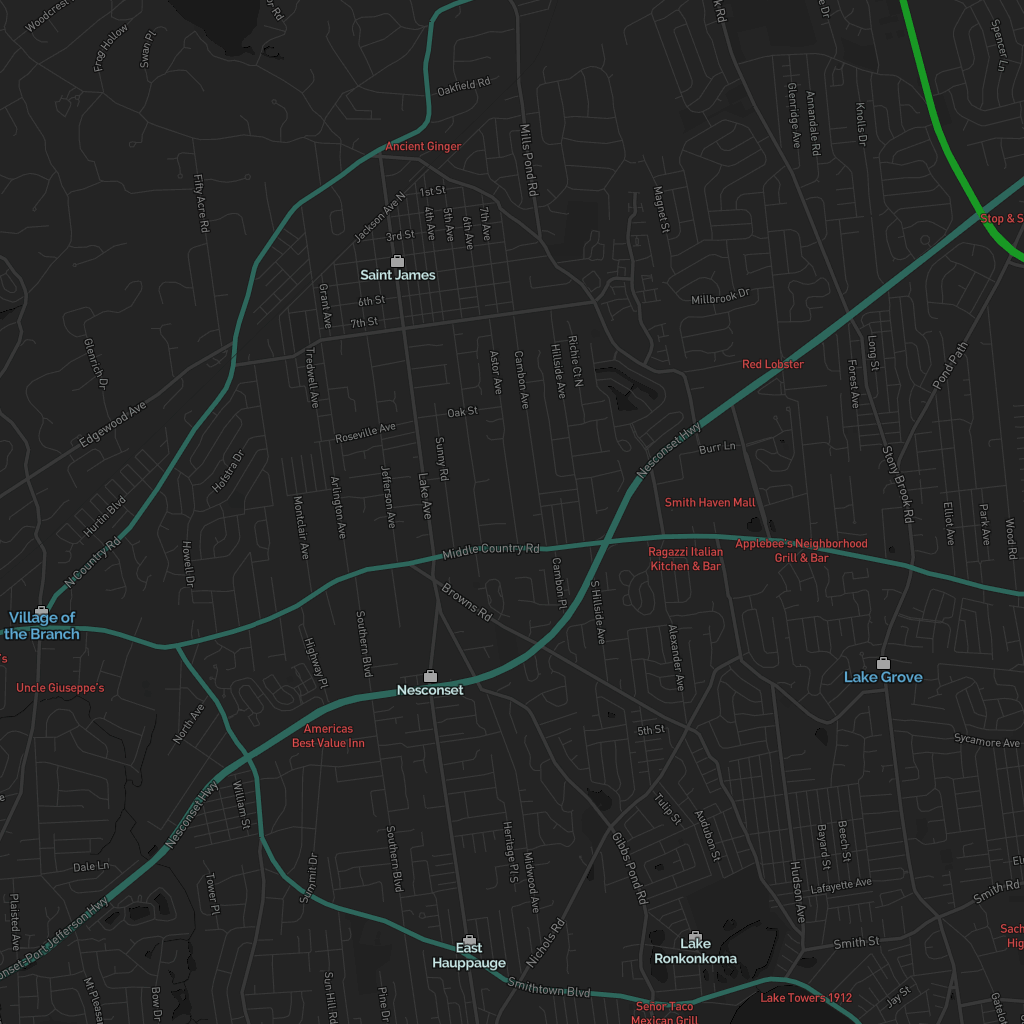 Woodcrest
Frog Hollow
Swan Pl
Rd
Rd
Dr
Spencer Ln
Oakfield Rd
Mills Pond Rd
Glenridge Ave
Annandale Rd
Knolls Dr
Ancient Ginger
Fifty Acre Rd
Jackson Ave N
1st St
3rd St
4th Ave
5th Ave
6th Ave
7th Ave
Magnet St
Stop & S
Saint James
Grant Ave
6th St
7th St
Millbrook Dr
Glenrich Dr
Tredwell Ave
Astor Ave
Cambon Ave
Hillside Ave
Richie Ct N
Red Lobster
Forest Ave
Long St
Pond Path
Edgewood Ave
Oak St
Roseville Ave
Sunny Rd
Nesconset Hwy
Burr Ln
Hofstra Dr
Lake Ave
Jefferson Ave
Arlington Ave
Montclair Ave
Stony Brook Rd
Smith Haven Mall
Hurtin Blvd
Elliot Ave
Park Ave
Wood Rd
N Country Rd
Howell Dr
Middle Country Rd
Ragazzi Italian
Kitchen & Bar
Applebee's Neighborhood
Grill & Bar
Browns Rd
Cambon Pl
S Hillside Ave
Village of
the Branch
Southern Blvd
Highway Pl
Alexander Ave
's
Uncle Giuseppe's
Nesconset
Lake Grove
North Ave
Americas
Best Value Inn
5th St
Sycamore Ave
Nesconset Hwy
William St
Tulip St
Audubon St
Bayard St
Beech St
Dale Ln
Tower Pl
Summit Dr
Southern Blvd
Heritage Pl S
Midwood Ave
Gibbs Pond Rd
Hudson Ave
Lafayette Ave
Smith Rd
Plaisted Ave
Nesconset Port Jefferson Hwy
Nichols Rd
East
Hauppauge
Lake
Ronkonkoma
Smith St
Sach
Hig
Mt Pleasant
Bow Dr
Sun Hill Rd
Pine Dr
Smithtown Blvd
Señor Taco
Mexican Grill
Lake Towers 1912
Jay St